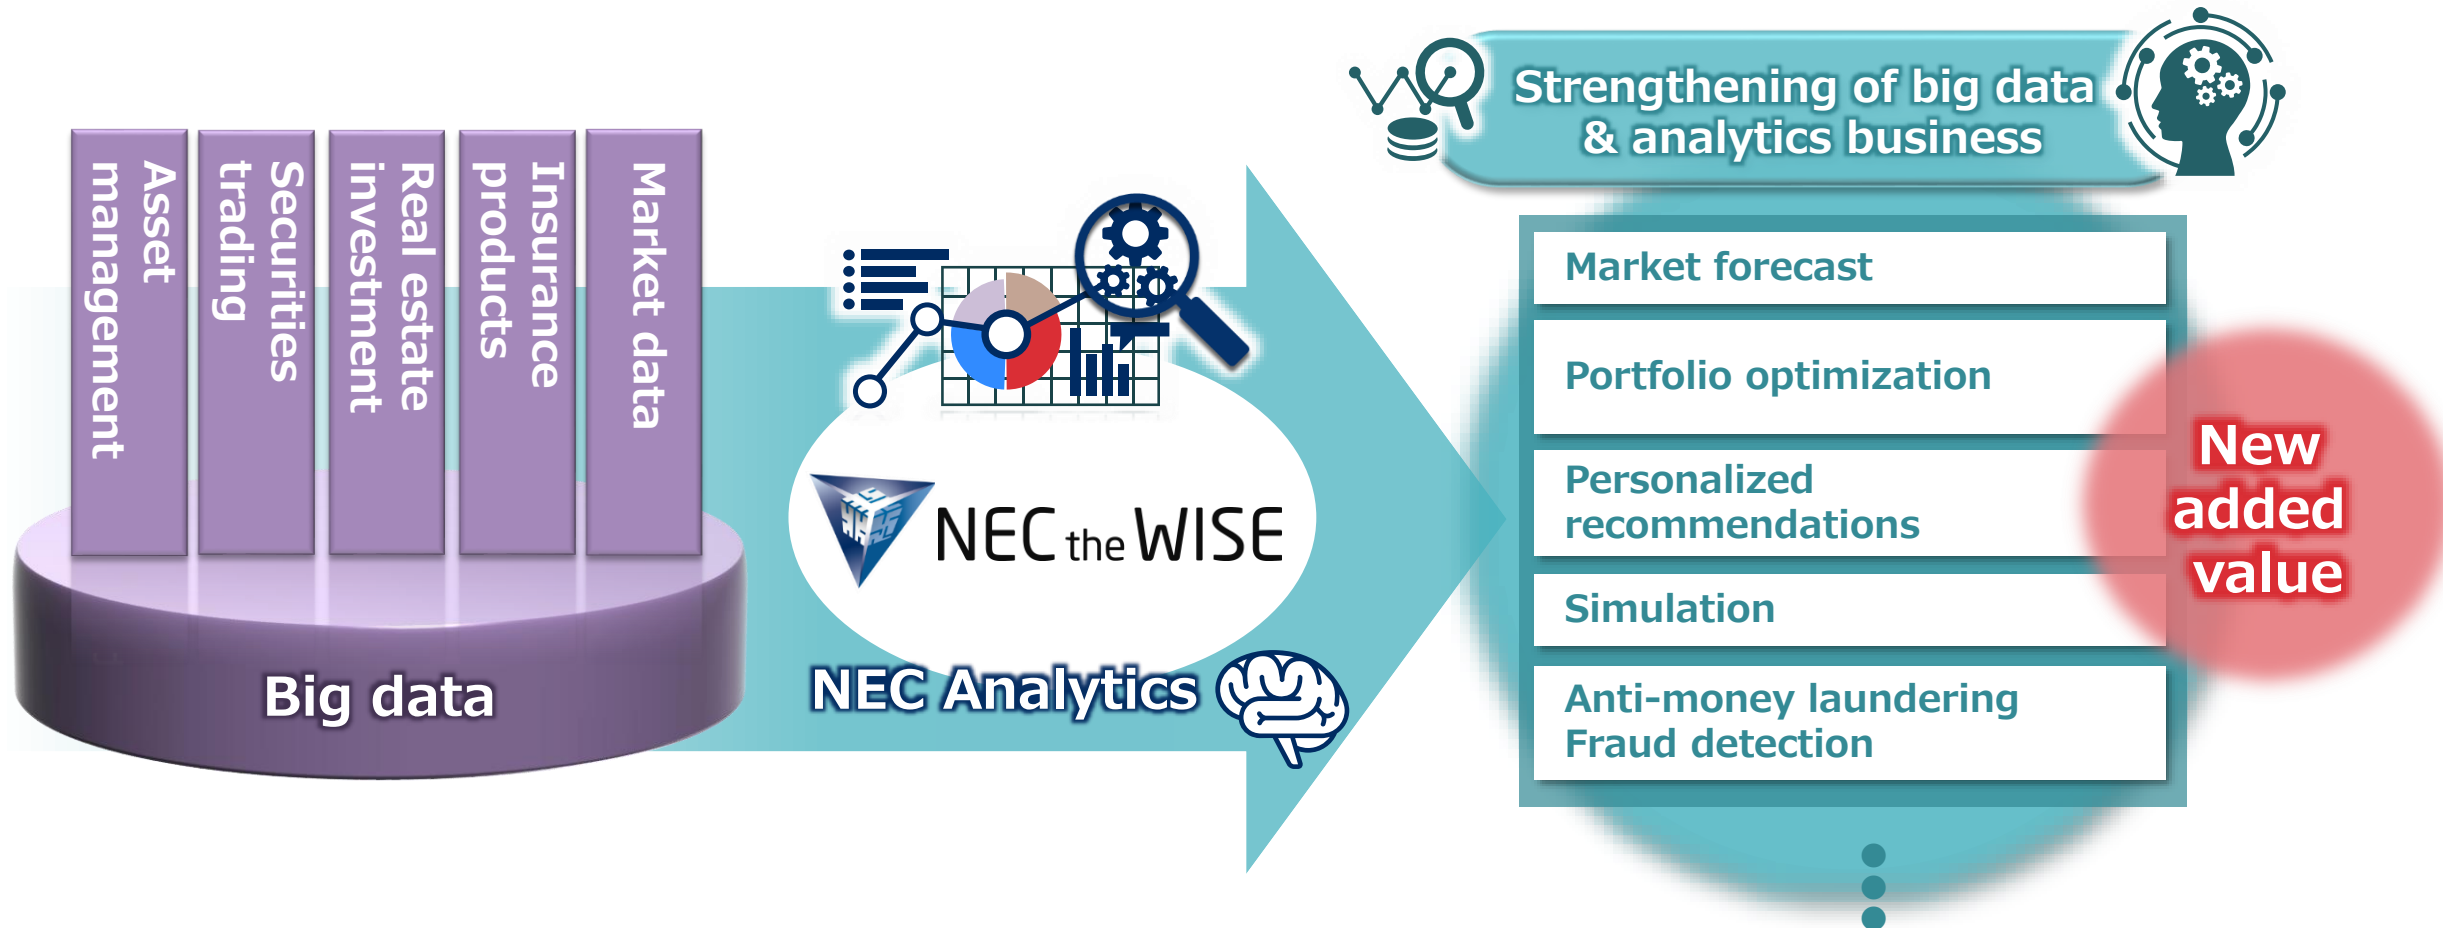 Asset
management
Securities
trading
Real estate
investment
Insurance
products
Market data
Big data
NEC the WISE
NEC Analytics
Strengthening of big data
& analytics business
Market forecast
Portfolio optimization
Personalized
recommendations
Simulation
Anti-money laundering
Fraud detection
New
added
value